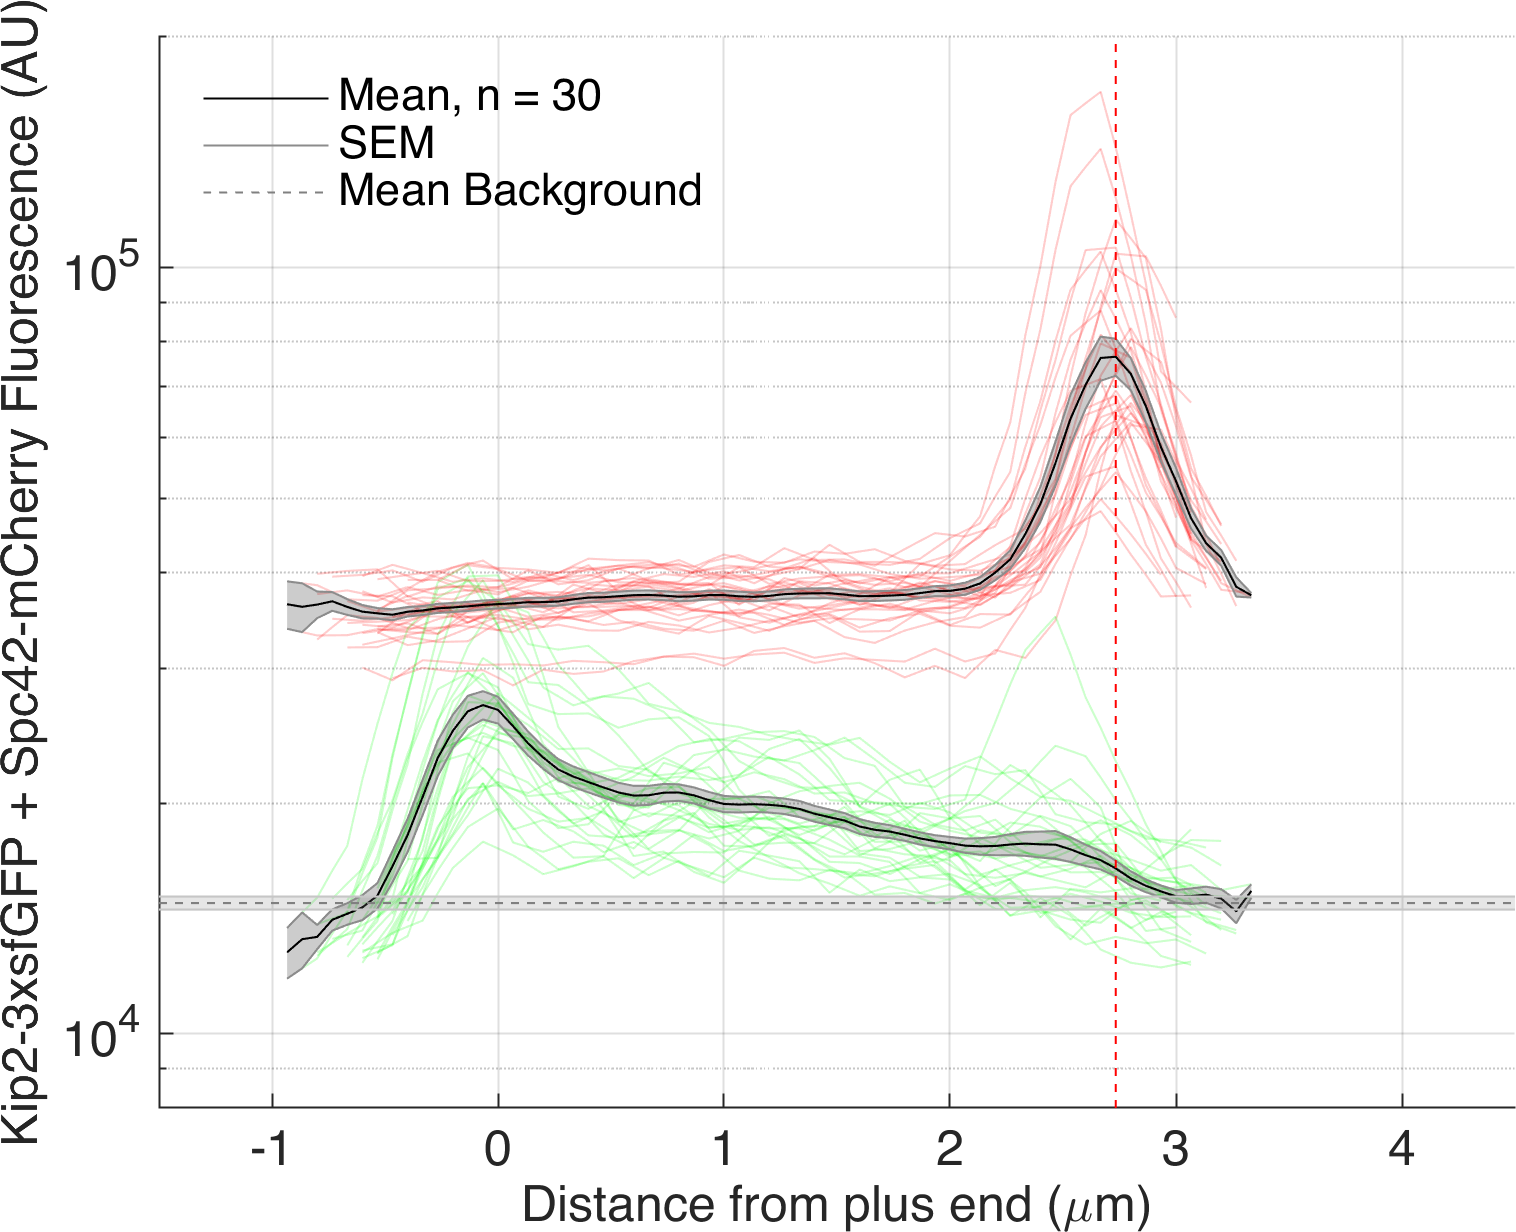 Kip2-3xsfGFP + Spc42-mCherry Fluorescence (AU)
Mean, n = 30
SEM
Mean Background
10^5
10^4
-1 0 1 2 3 4
Distance from plus end (μm)